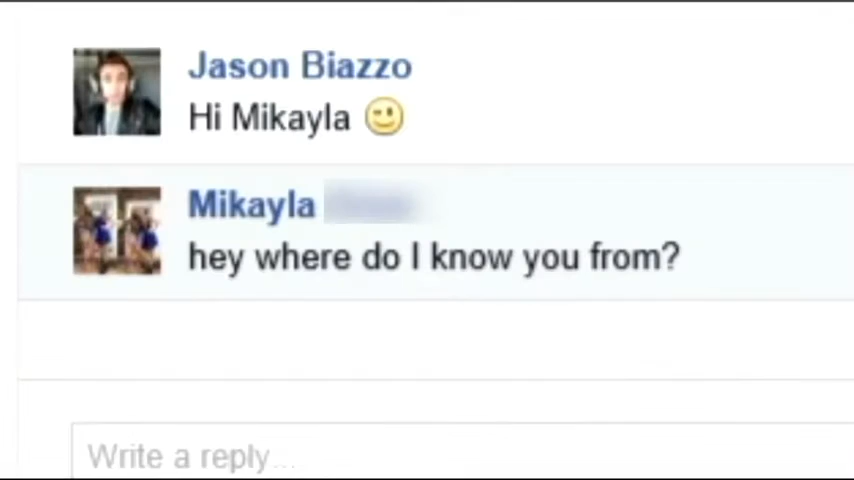 Jason Biazzo
Hi Mikayla
Mikayla
hey where do I know you from?
Write a reply...